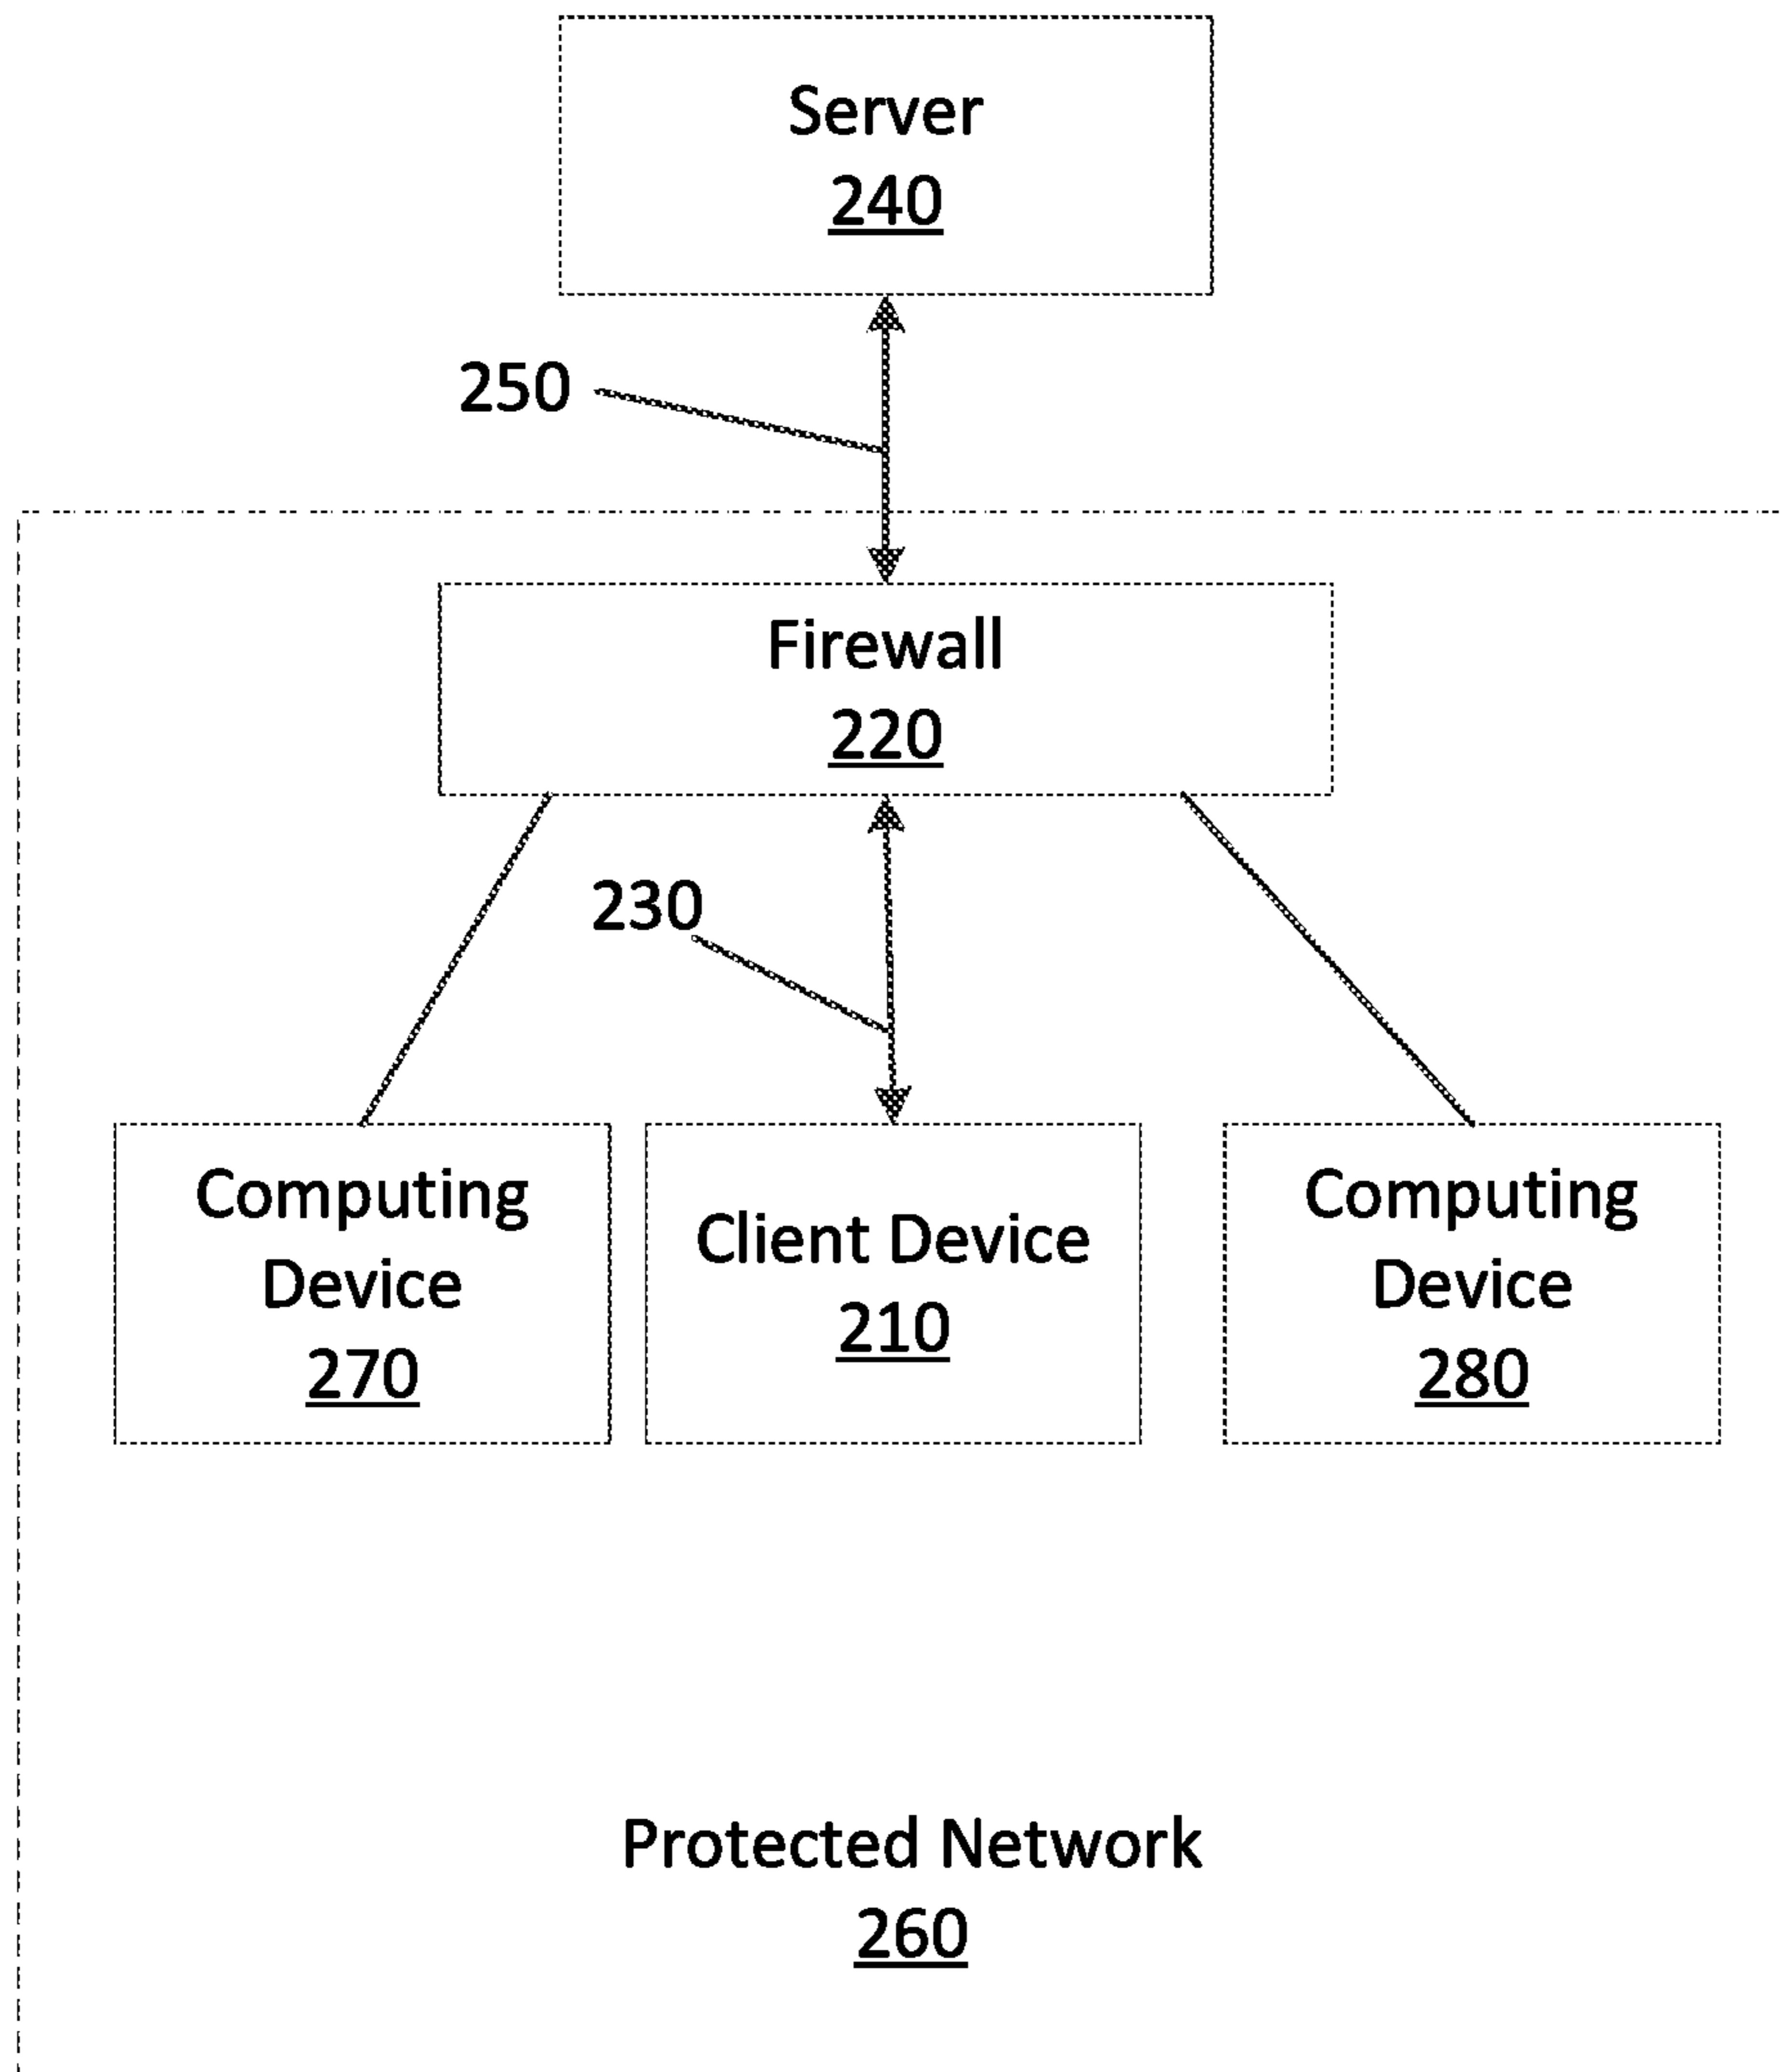 Server
240
250
Firewall
220
230
Computing
Device
270
Client Device
210
Computing
Device
280
Protected Network
260